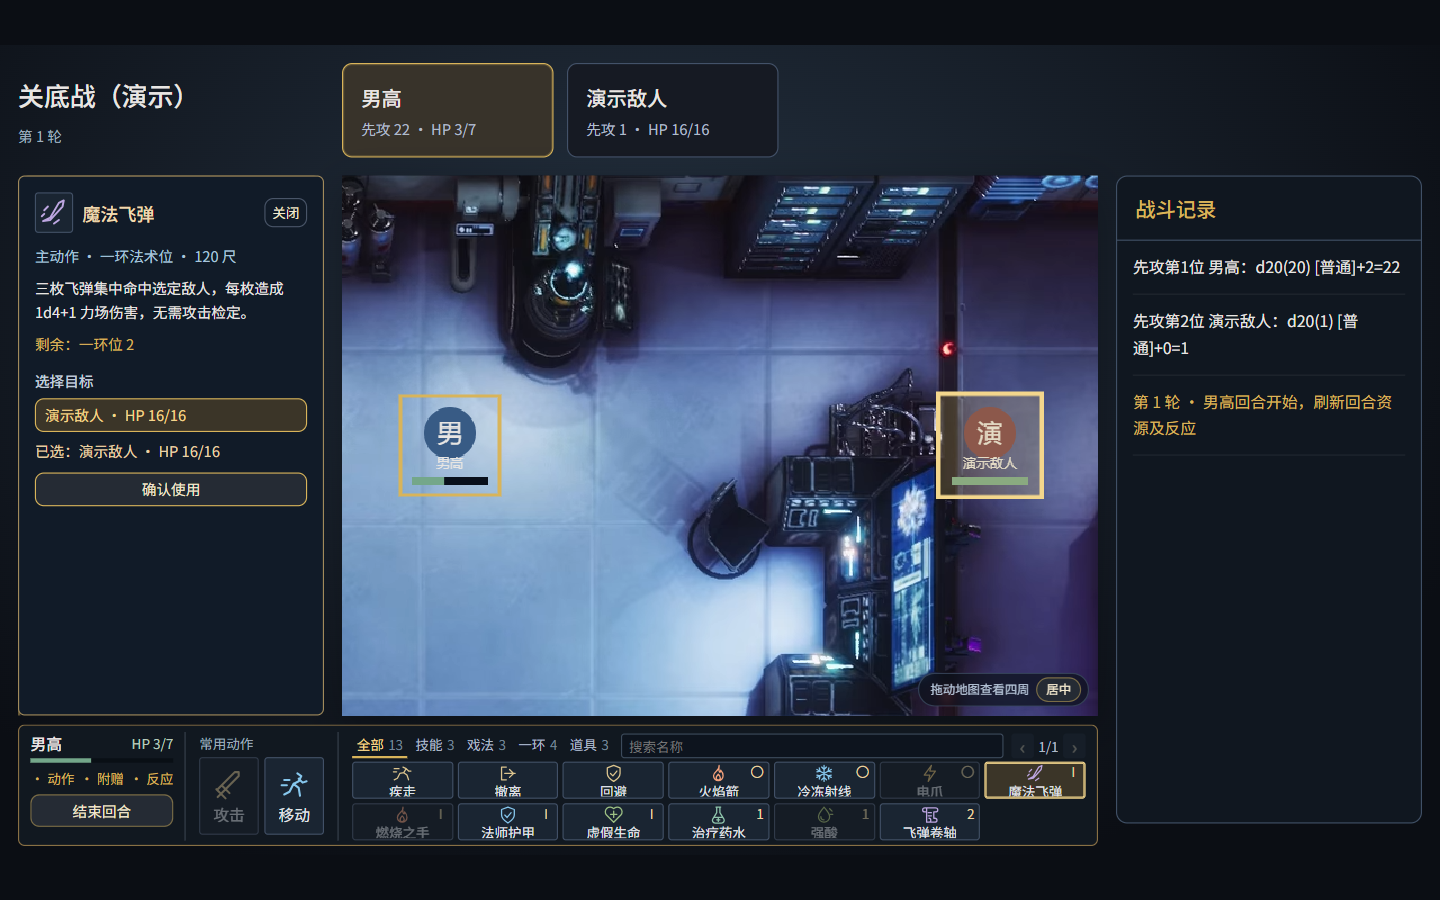 关底战（演示）
第 1 轮
男高
先攻 22 · HP 3/7
演示敌人
先攻 1 · HP 16/16
魔法飞弹
关闭
主动作 · 一环法术位 · 120 尺
三枚飞弹集中命中选定敌人，每枚造成
1d4+1 力场伤害，无需攻击检定。
剩余：一环位 2
选择目标
演示敌人 · HP 16/16
已选：演示敌人 · HP 16/16
确认使用
男
男高
演
演示敌人
拖动地图查看四周
居中
战斗记录
先攻第1位 男高：d20(20) [普通]+2=22
先攻第2位 演示敌人：d20(1) [普
通]+0=1
第 1 轮 · 男高回合开始，刷新回合资
源及反应
男高
HP 3/7
· 动作 · 附赠 · 反应
结束回合
常用动作
攻击
移动
全部 13
技能 3
戏法 3
一环 4
道具 3
搜索名称
‹ 1/1 ›
疾走
撤离
回避
火焰箭
冷冻射线
电爪
魔法飞弹 I
燃烧之手 I
法师护甲 I
虚假生命 I
治疗药水 1
强酸 1
飞弹卷轴 2